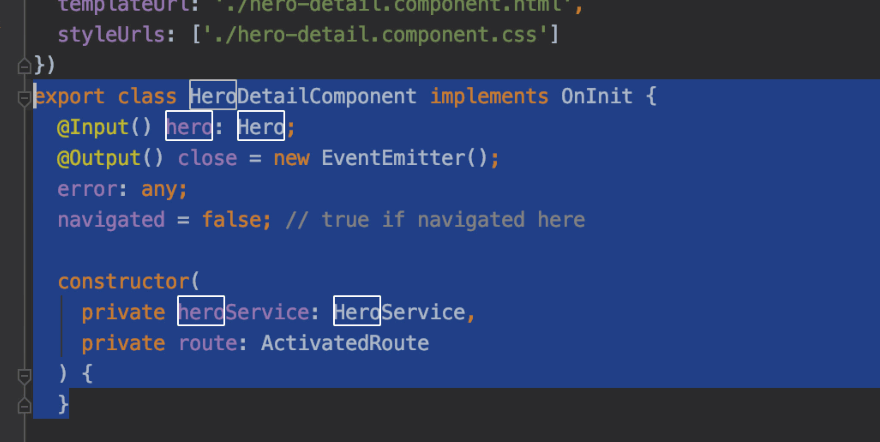 templateUrl: './hero-detail.component.html',
styleUrls: ['./hero-detail.component.css']
})
export class HeroDetailComponent implements OnInit {
@Input() hero: Hero;
@Output() close = new EventEmitter();
error: any;
navigated = false; // true if navigated here
constructor(
private heroService: HeroService,
private route: ActivatedRoute
) {
}